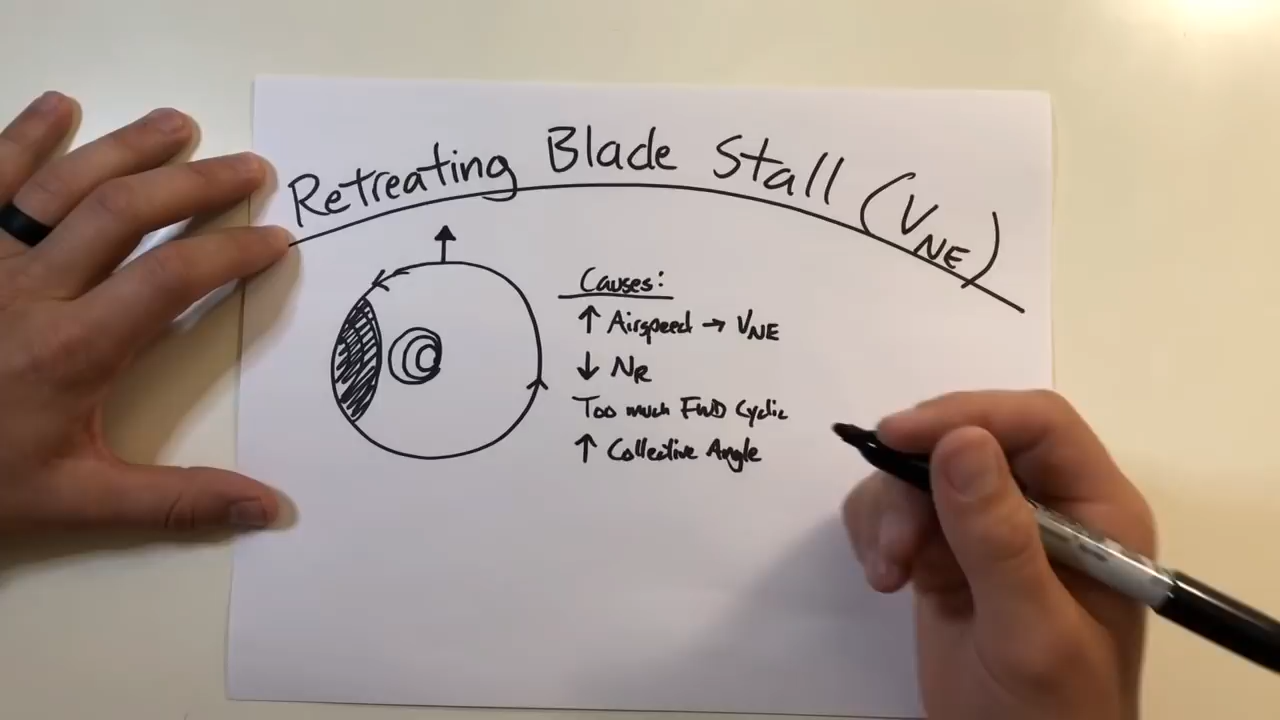 Retreating Blade Stall (VNE)
Causes:
↑ Airspeed → VNE
↓ NR
Too much FWD Cyclic
↑ Collective Angle